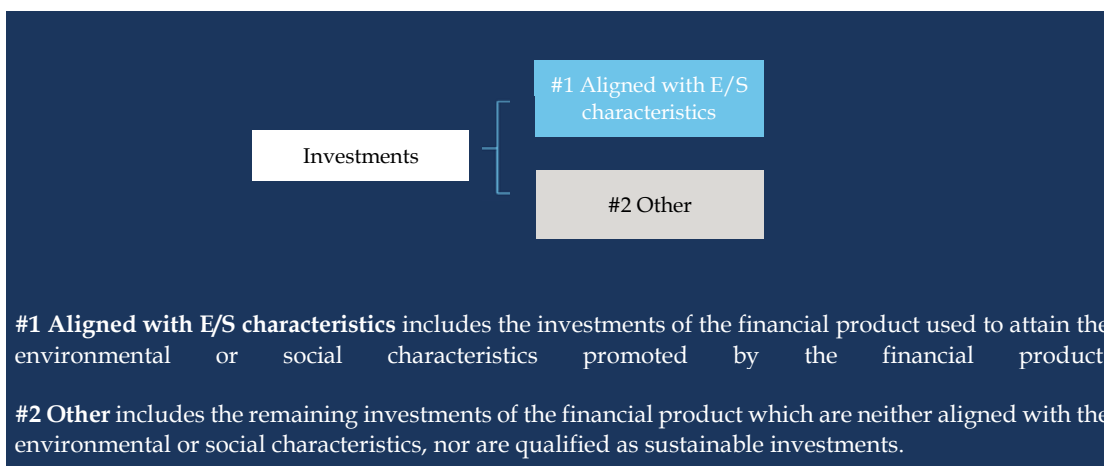 #1 Aligned with E/S
characteristics
Investments
#2 Other
#1 Aligned with E/S characteristics includes the investments of the financial product used to attain the
environmental or social characteristics promoted by the financial product
#2 Other includes the remaining investments of the financial product which are neither aligned with the
environmental or social characteristics, nor are qualified as sustainable investments.